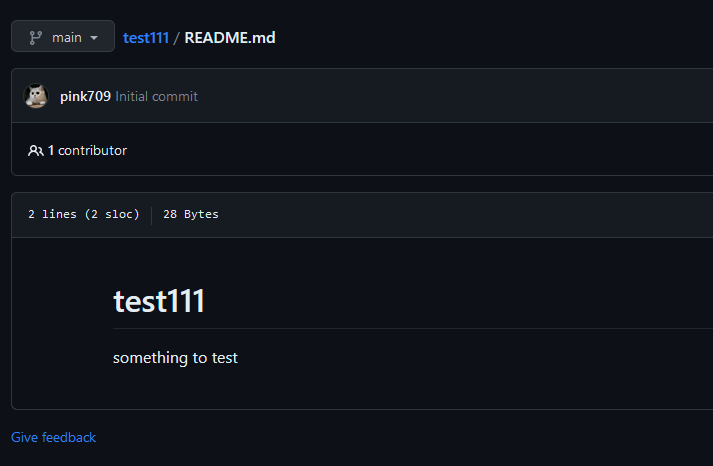 main
test111 / README.md
pink709 Initial commit
1 contributor
2 lines (2 sloc) 28 Bytes
test111
something to test
Give feedback